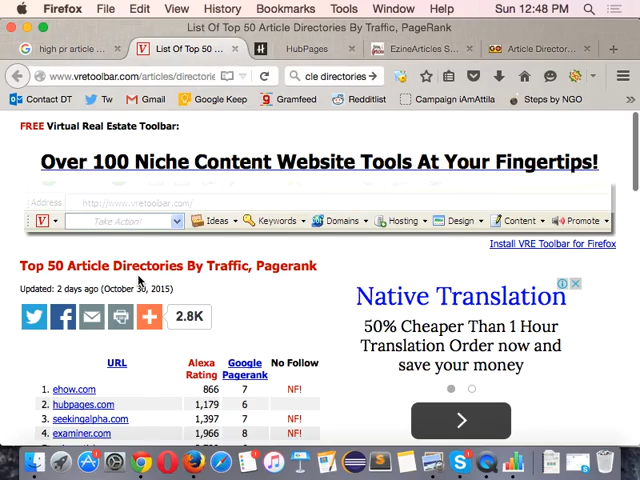 Firefox File Edit View History Bookmarks Tools Window Help Sun 12:48 PM
List Of Top 50 Article Directories By Traffic, PageRank
high pr article ... List Of Top 50 ... HubPages EzineArticles S... Article Director...
www.vretoolbar.com/articles/directorie cle directories
Contact DT Tw Gmail Google Keep Gramfeed Redditlist Campaign iAmAttila Steps by NGO
FREE Virtual Real Estate Toolbar:
Over 100 Niche Content Website Tools At Your Fingertips!
Address http://www.vretoolbar.com/
Take Action! Ideas Keywords Domains Hosting Design Content Promote
Install VRE Toolbar for Firefox
Top 50 Article Directories By Traffic, Pagerank
Updated: 2 days ago (October 30, 2015)
2.8K
Native Translation
50% Cheaper Than 1 Hour
Translation Order now and
save your money
URL Alexa Rating Google Pagerank No Follow
1. ehow.com 866 7 NF!
2. hubpages.com 1,179 6
3. seekingalpha.com 1,397 7 NF!
4. examiner.com 1,966 8 NF!